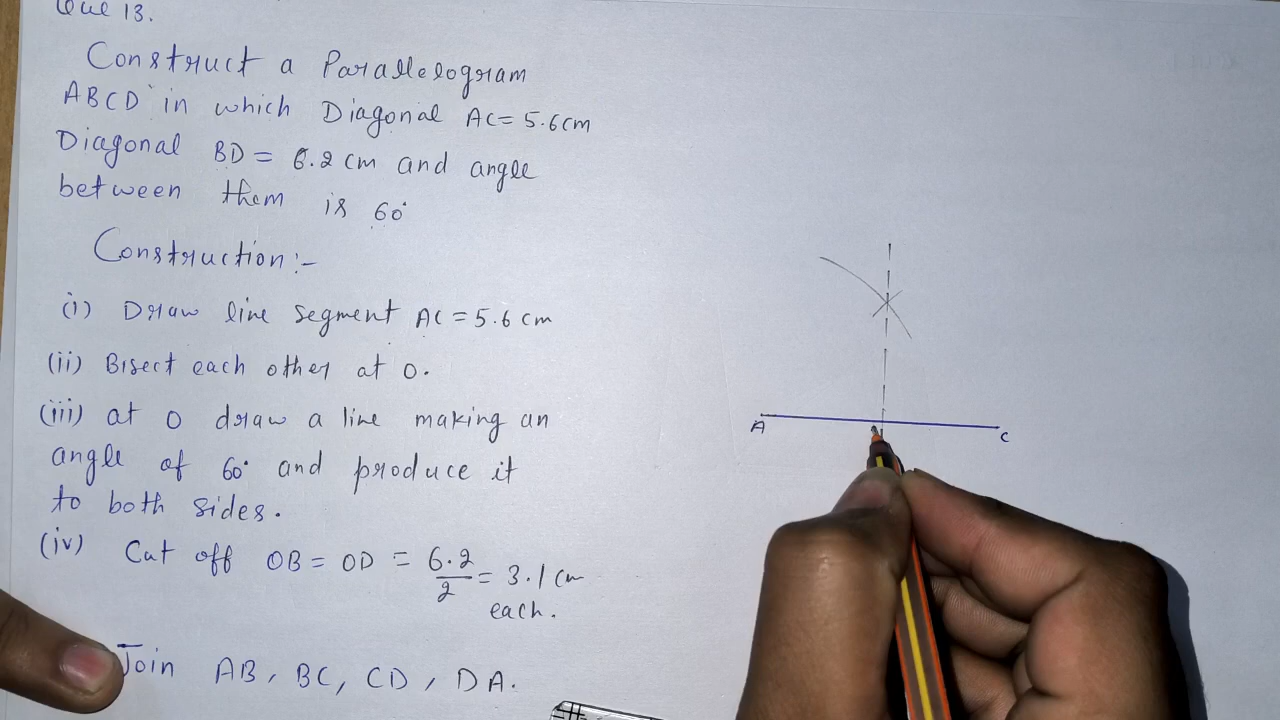 Que 13.
Construct a Parallelogram
ABCD in which Diagonal AC = 5.6cm
Diagonal BD = 6.2 cm and angle
between them is 60°
Construction :-
(i) Draw line segment AC = 5.6 cm
(ii) Bisect each other at O.
(iii) at O draw a line making an
angle of 60° and produce it
to both sides.
(iv) Cut off OB = OD = 6.2/2 = 3.1 cm
each.
Join AB, BC, CD, DA.
A
C